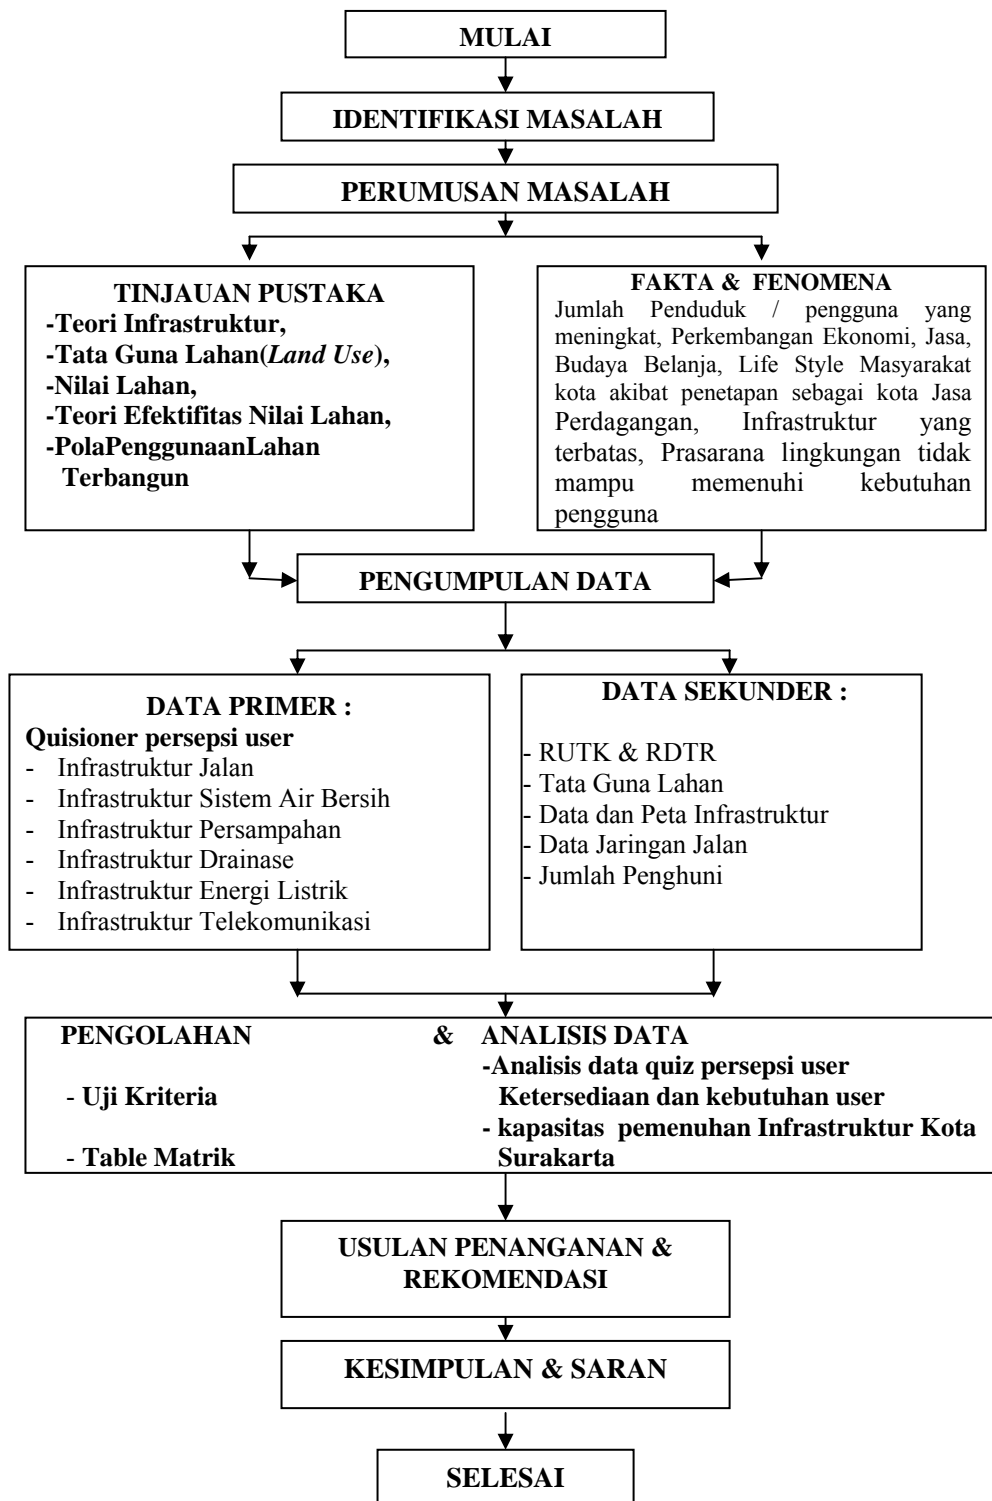 MULAI
IDENTIFIKASI MASALAH
PERUMUSAN MASALAH
TINJAUAN PUSTAKA
-Teori Infrastruktur,
-Tata Guna Lahan(Land Use),
-Nilai Lahan,
-Teori Efektifitas Nilai Lahan,
-PolaPenggunaanLahan
Terbangun
FAKTA & FENOMENA
Jumlah Penduduk / pengguna yang
meningkat, Perkembangan Ekonomi, Jasa,
Budaya Belanja, Life Style Masyarakat
kota akibat penetapan sebagai kota Jasa
Perdagangan, Infrastruktur yang
terbatas, Prasarana lingkungan tidak
mampu memenuhi kebutuhan
pengguna
PENGUMPULAN DATA
DATA PRIMER :
Quisioner persepsi user
- Infrastruktur Jalan
- Infrastruktur Sistem Air Bersih
- Infrastruktur Persampahan
- Infrastruktur Drainase
- Infrastruktur Energi Listrik
- Infrastruktur Telekomunikasi
DATA SEKUNDER :
- RUTK & RDTR
- Tata Guna Lahan
- Data dan Peta Infrastruktur
- Data Jaringan Jalan
- Jumlah Penghuni
PENGOLAHAN & ANALISIS DATA
-Analisis data quiz persepsi user
- Uji Kriteria Ketersediaan dan kebutuhan user
- kapasitas pemenuhan Infrastruktur Kota
- Table Matrik Surakarta
USULAN PENANGANAN &
REKOMENDASI
KESIMPULAN & SARAN
SELESAI